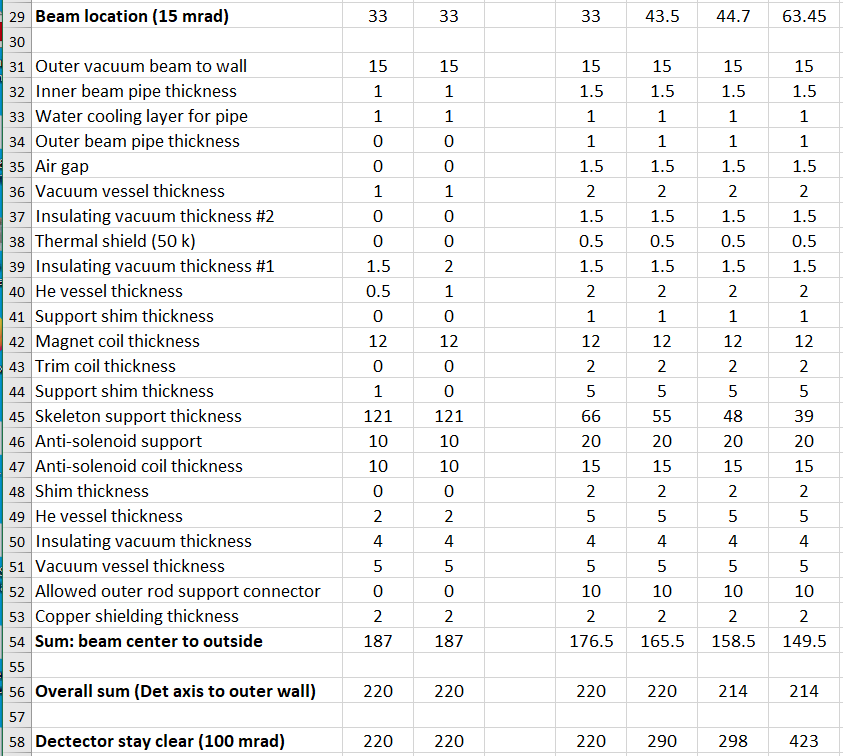 29 Beam location (15 mrad) 33 33 33 43.5 44.7 63.45
30
31 Outer vacuum beam to wall 15 15 15 15 15 15
32 Inner beam pipe thickness 1 1 1.5 1.5 1.5 1.5
33 Water cooling layer for pipe 1 1 1 1 1 1
34 Outer beam pipe thickness 0 0 1 1 1 1
35 Air gap 0 0 1.5 1.5 1.5 1.5
36 Vacuum vessel thickness 1 1 2 2 2 2
37 Insulating vacuum thickness #2 0 0 1.5 1.5 1.5 1.5
38 Thermal shield (50 k) 0 0 0.5 0.5 0.5 0.5
39 Insulating vacuum thickness #1 1.5 2 1.5 1.5 1.5 1.5
40 He vessel thickness 0.5 1 2 2 2 2
41 Support shim thickness 0 0 1 1 1 1
42 Magnet coil thickness 12 12 12 12 12 12
43 Trim coil thickness 0 0 2 2 2 2
44 Support shim thickness 1 0 5 5 5 5
45 Skeleton support thickness 121 121 66 55 48 39
46 Anti-solenoid support 10 10 20 20 20 20
47 Anti-solenoid coil thickness 10 10 15 15 15 15
48 Shim thickness 0 0 2 2 2 2
49 He vessel thickness 2 2 5 5 5 5
50 Insulating vacuum thickness 4 4 4 4 4 4
51 Vacuum vessel thickness 5 5 5 5 5 5
52 Allowed outer rod support connector 0 0 10 10 10 10
53 Copper shielding thickness 2 2 2 2 2 2
54 Sum: beam center to outside 187 187 176.5 165.5 158.5 149.5
55
56 Overall sum (Det axis to outer wall) 220 220 220 220 214 214
57
58 Dectector stay clear (100 mrad) 220 220 220 290 298 423